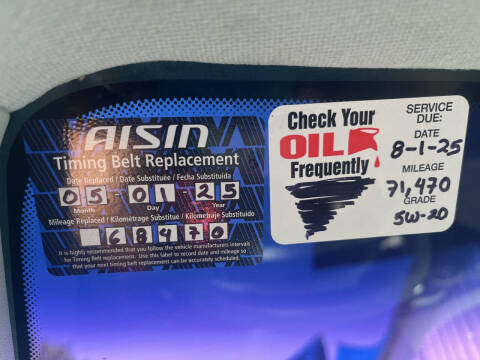 AISIN
Timing Belt Replacement
Date Replaced / Date Substituée / Fecha Substituida
05 01 25
Month Day Year
Mileage Replaced / Kilométrage Substitué / Kilometraje Substituido
68970
It is highly recommended that you follow the vehicle manufacturers intervals
for Timing Belt replacement. Use this label to record date and mileage so
that your next timing belt replacement can be accurately scheduled.
Check Your
OIL
Frequently
SERVICE
DUE:
DATE
8-1-25
MILEAGE
71,470
GRADE
5W-20